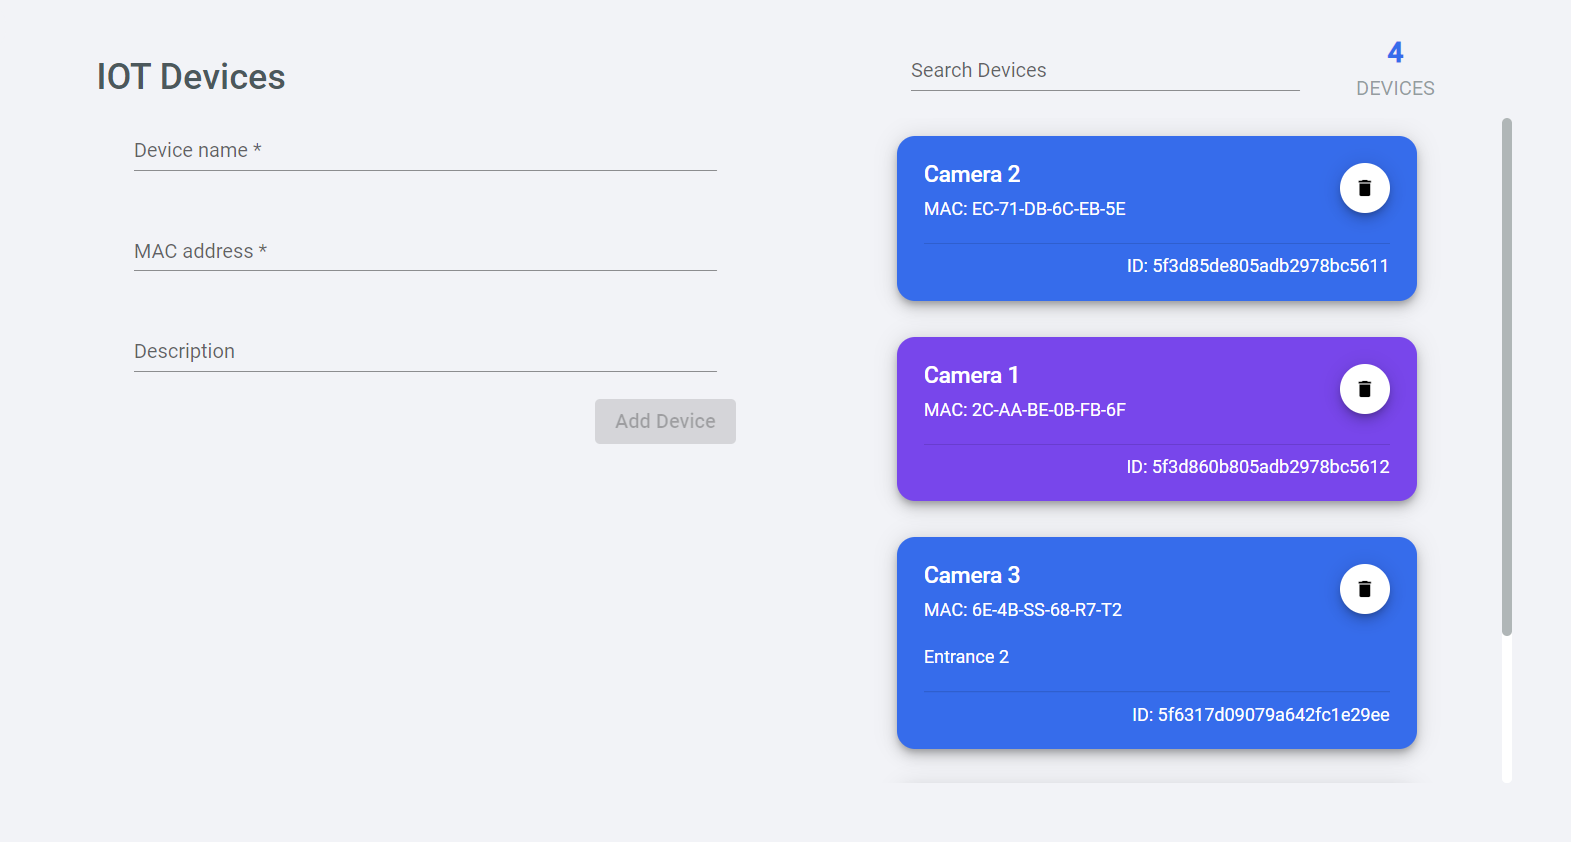 IOT Devices
Device name *
MAC address *
Description
Add Device
Search Devices
4
DEVICES
Camera 2
MAC: EC-71-DB-6C-EB-5E
ID: 5f3d85de805adb2978bc5611
Camera 1
MAC: 2C-AA-BE-0B-FB-6F
ID: 5f3d860b805adb2978bc5612
Camera 3
MAC: 6E-4B-SS-68-R7-T2
Entrance 2
ID: 5f6317d09079a642fc1e29ee